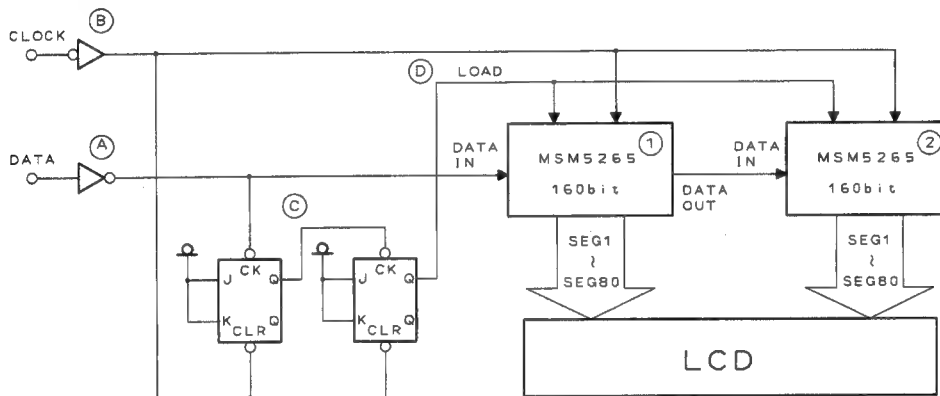 B
CLOCK
D LOAD
A
DATA
DATA IN
1
MSM5265
160bit
DATA OUT
DATA IN
2
MSM5265
160bit
C
J CK Q
K CLR Q
J CK Q
K CLR Q
SEG1
~
SEG80
SEG1
~
SEG80
LCD